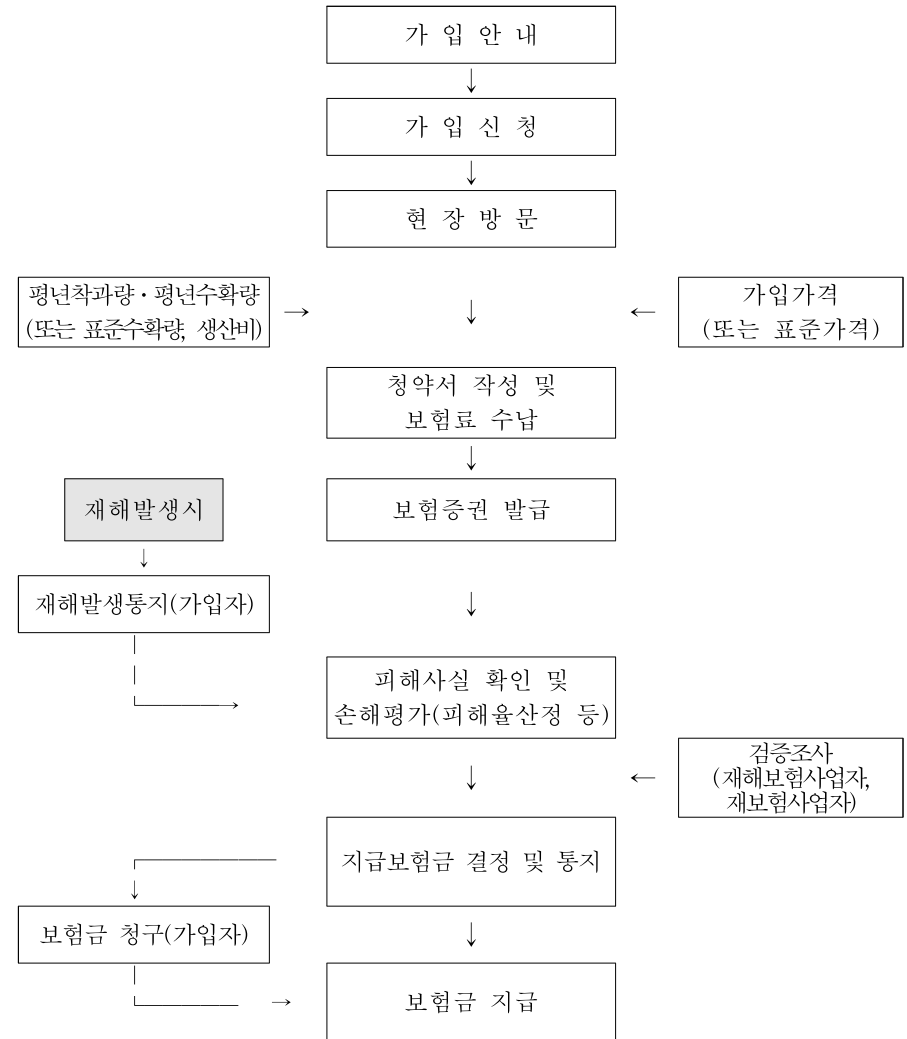 가 입 안 내
↓
가 입 신 청
↓
현 장 방 문
평년착과량·평년수확량
(또는 표준수확량, 생산비)
→
↓
←
가입가격
(또는 표준가격)
청약서 작성 및
보험료 수납
↓
재해발생시
보험증권 발급
↓
재해발생통지(가입자)
↓
피해사실 확인 및
손해평가(피해율산정 등)
↓
←
검증조사
(재해보험사업자,
재보험사업자)
지급보험금 결정 및 통지
↓
보험금 청구(가입자)
↓
→
보험금 지급